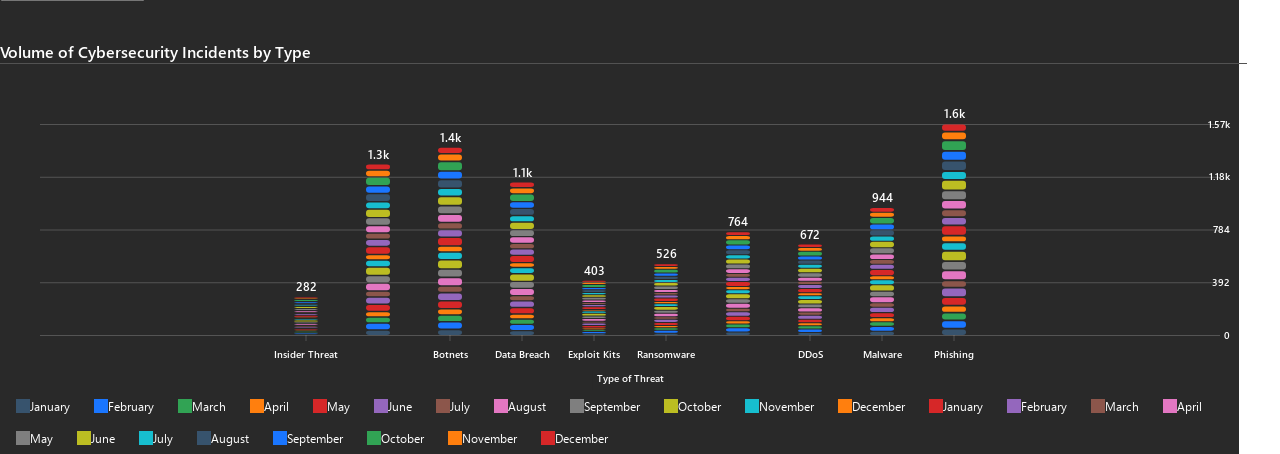 Volume of Cybersecurity Incidents by Type
1.6k
1.57k
1.4k
1.3k
1.1k
1.18k
944
764
784
672
526
403
392
282
0
Insider Threat Botnets Data Breach Exploit Kits Ransomware DDoS Malware Phishing
Type of Threat
January February March April May June July August September October November December January February March April
May June July August September October November December